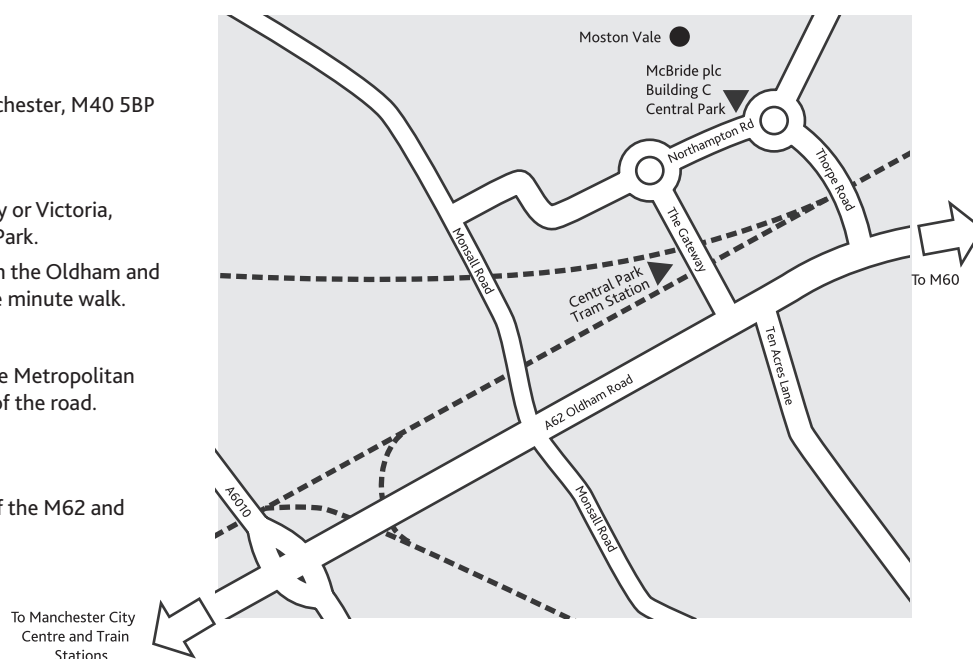 chester, M40 5BP
y or Victoria,
Park.
n the Oldham and
e minute walk.
e Metropolitan
of the road.
f the M62 and
To Manchester City
Centre and Train
Stations
Moston Vale
McBride plc
Building C
Central Park
Northampton Rd
Thorpe Road
The Gateway
Monsall Road
Central Park
Tram Station
To M60
A62 Oldham Road
Ten Acres Lane
A6010
Monsall Road